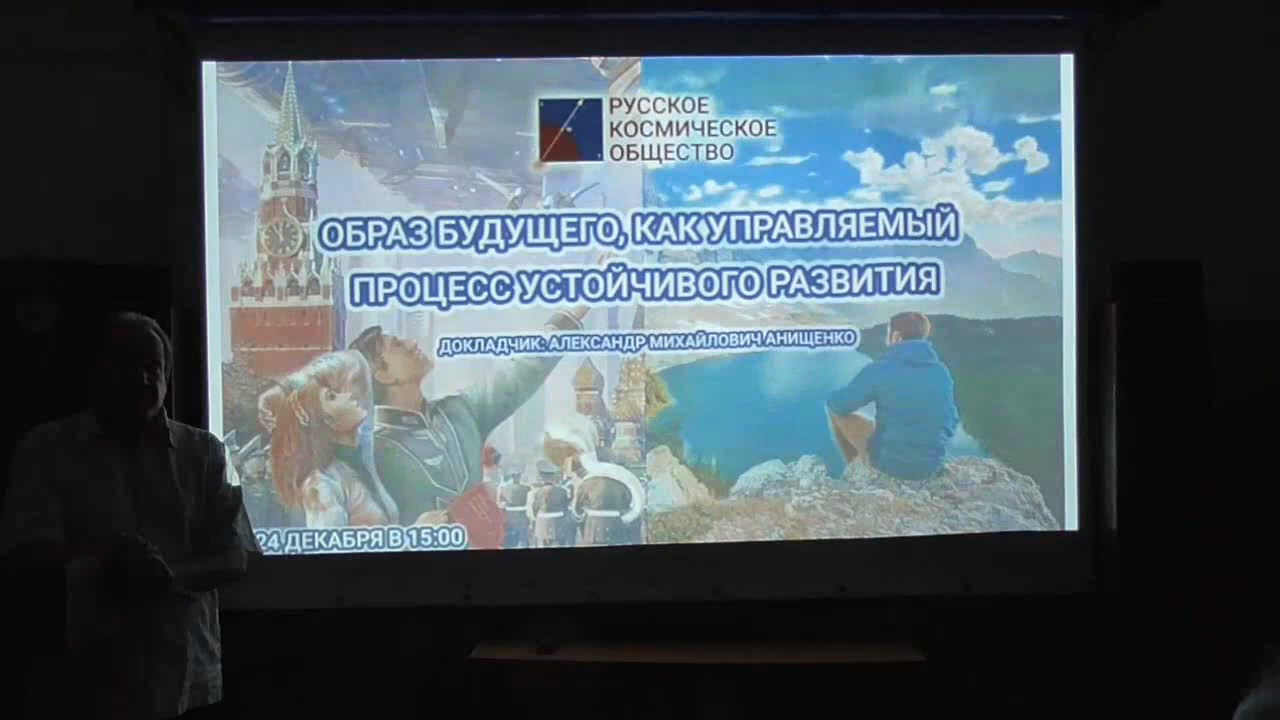 РУССКОЕ
КОСМИЧЕСКОЕ
ОБЩЕСТВО
ОБРАЗ БУДУЩЕГО, КАК УПРАВЛЯЕМЫЙ
ПРОЦЕСС УСТОЙЧИВОГО РАЗВИТИЯ
ДОКЛАДЧИК: АЛЕКСАНДР МИХАЙЛОВИЧ АНИЩЕНКО
24 ДЕКАБРЯ В 15:00